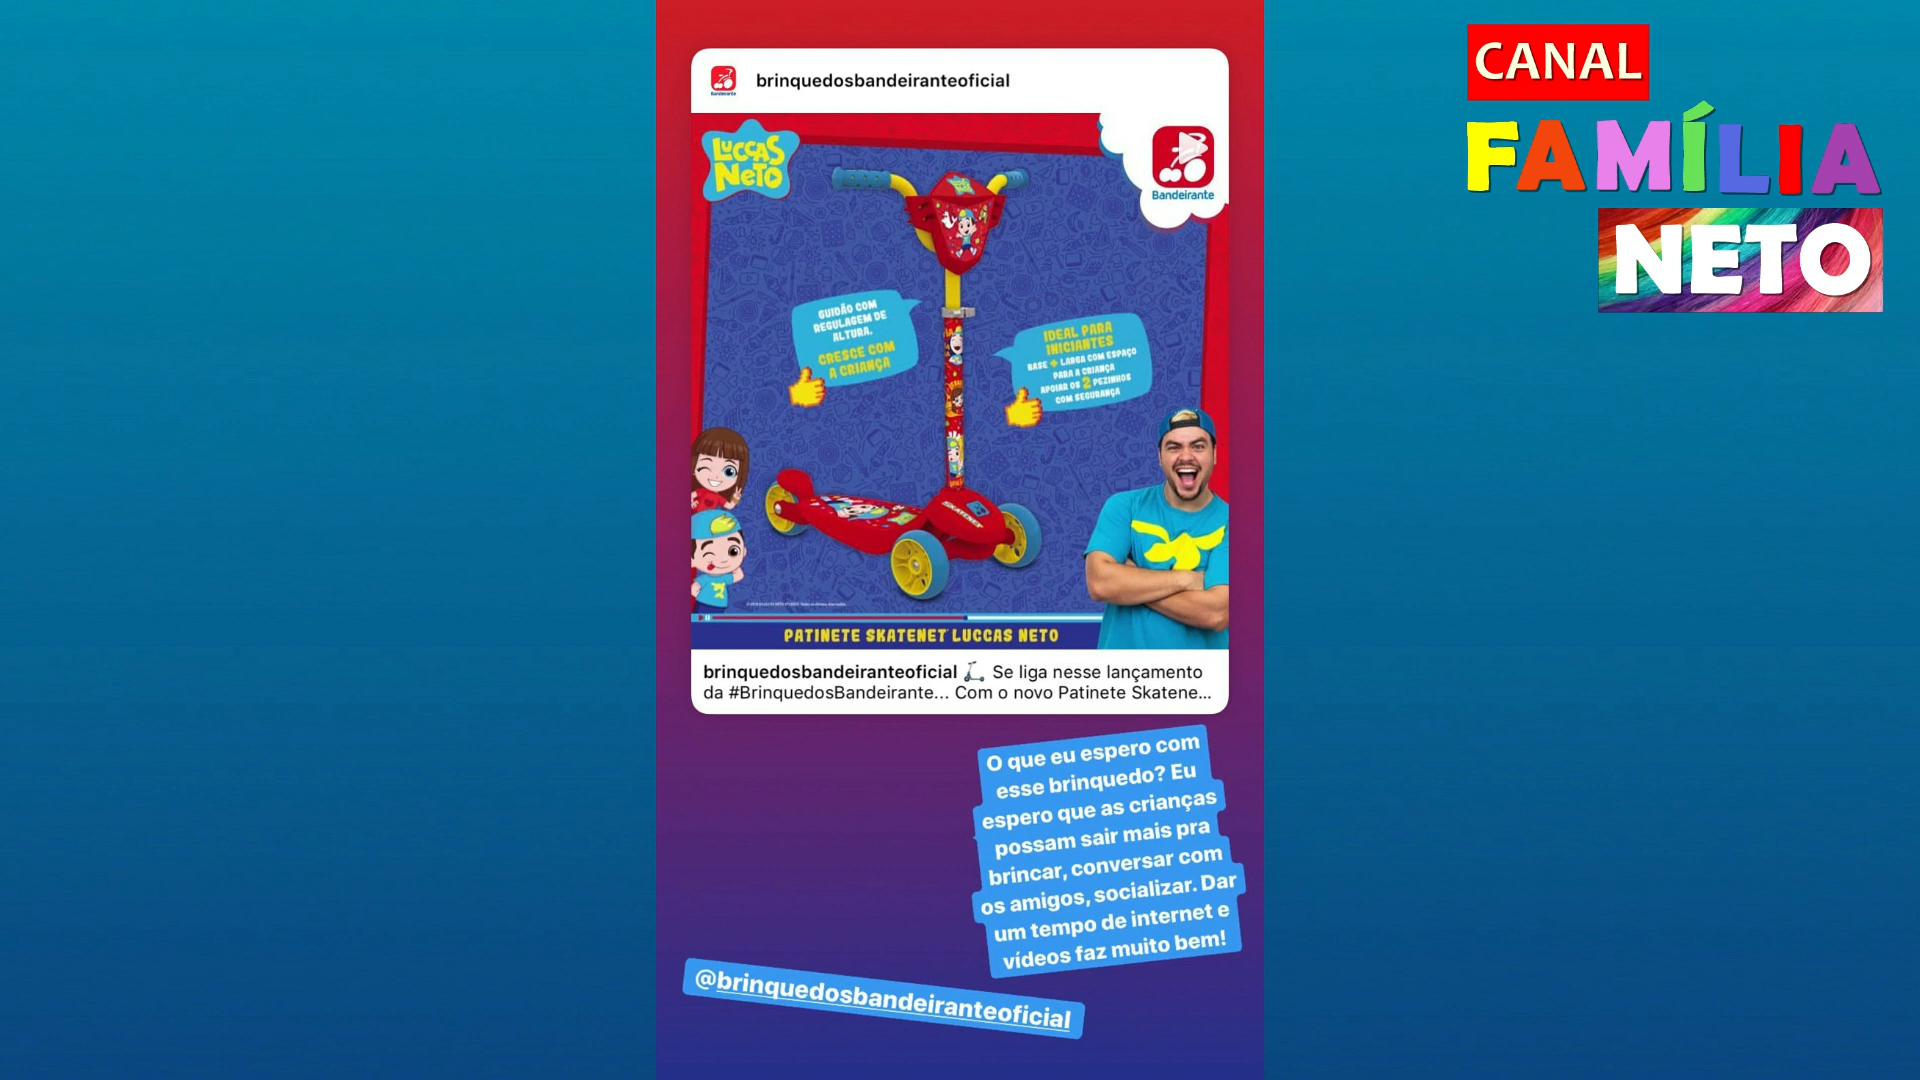 CANAL
FAMÍLIA
NETO
brinquedosbandeiranteoficial
LUCCAS
NETO
Bandeirante
Bandeirante
GUIDÃO COM
REGULAGEM DE
ALTURA.
CRESCE COM
A CRIANÇA
IDEAL PARA
INICIANTES
BASE + LARGA COM ESPAÇO
PARA A CRIANÇA
APOIAR OS 2 PEZINHOS
COM SEGURANÇA
SKATENET
PATINETE SKATENET LUCCAS NETO
brinquedosbandeiranteoficial 🛴 Se liga nesse lançamento
da #BrinquedosBandeirante... Com o novo Patinete Skatene...
O que eu espero com
esse brinquedo? Eu
espero que as crianças
possam sair mais pra
brincar, conversar com
os amigos, socializar. Dar
um tempo de internet e
vídeos faz muito bem!
@brinquedosbandeiranteoficial